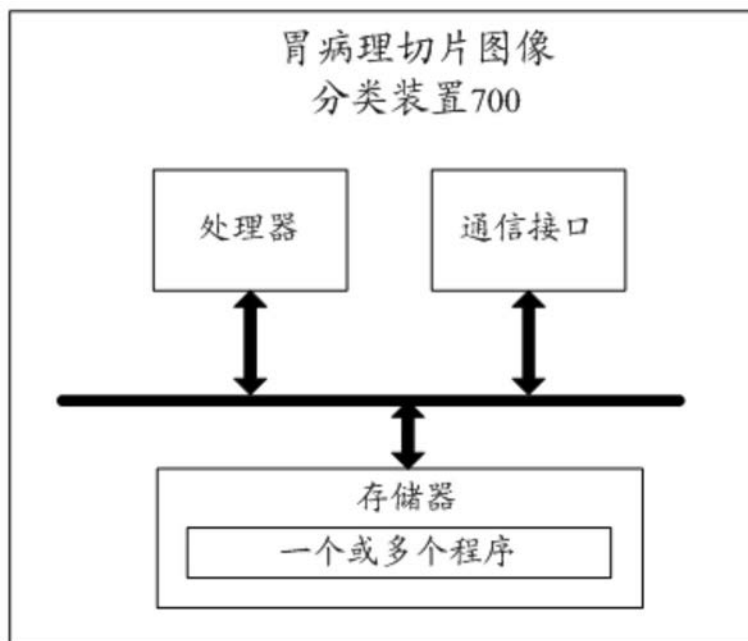 胃病理切片图像
分类装置700
处理器
通信接口
存储器
一个或多个程序